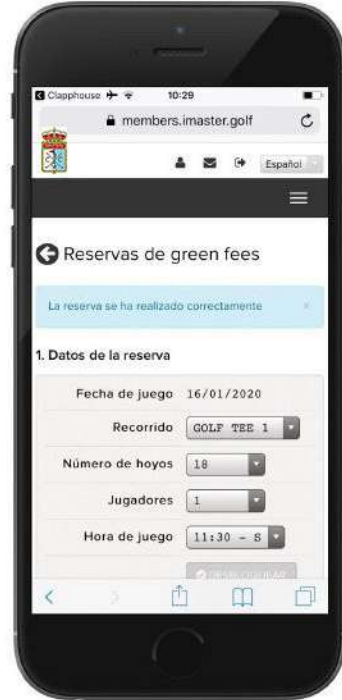 Clapphouse 10:29
members.imaster.golf
Español
Reservas de green fees
La reserva se ha realizado correctamente ×
1. Datos de la reserva
Fecha de juego 16/01/2020
Recorrido GOLF TEE 1
Número de hoyos 18
Jugadores 1
Hora de juego 11:30 - S